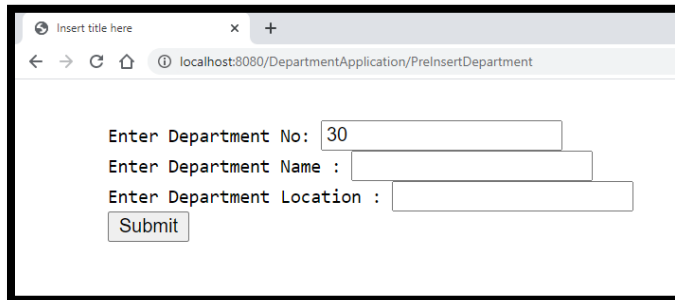 Insert title here
localhost:8080/DepartmentApplication/PreInsertDepartment
Enter Department No: 30
Enter Department Name :
Enter Department Location :
Submit